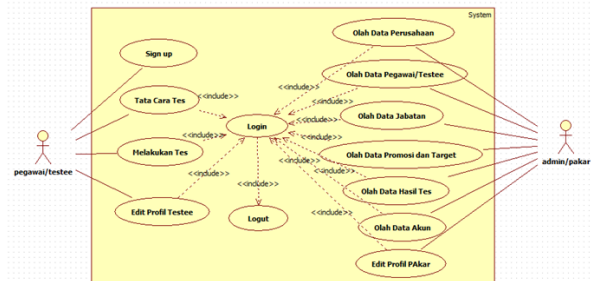 System
Sign up
Tata Cara Tes
Melakukan Tes
Edit Profil Testee
pegawai/testee
<<include>>
<<include>>
<<include>>
Login
<<include>>
Logut
<<include>>
<<include>>
<<include>>
<<include>>
<<include>>
<<include>>
<<include>>
Olah Data Perusahaan
Olah Data Pegawai/Testee
Olah Data Jabatan
Olah Data Promosi dan Target
Olah Data Hasil Tes
Olah Data Akun
Edit Profil PAkar
admin/pakar